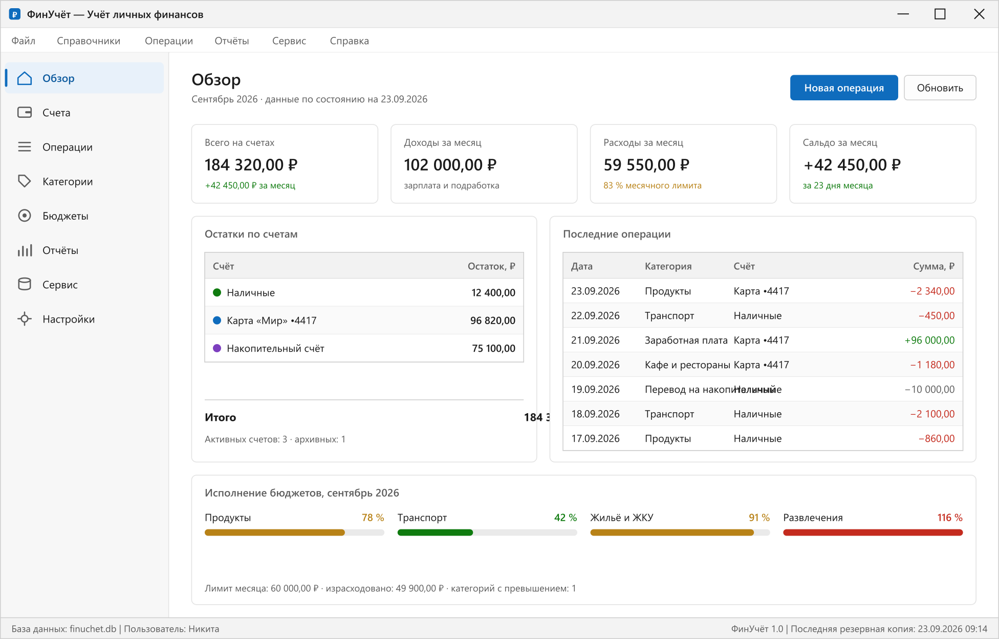 ФинУчёт — Учёт личных финансов
Файл Справочники Операции Отчёты Сервис Справка
Обзор
Счета
Операции
Категории
Бюджеты
Отчёты
Сервис
Настройки
Обзор
Сентябрь 2026 · данные по состоянию на 23.09.2026
Новая операция Обновить
Всего на счетах
184 320,00 ₽
+42 450,00 ₽ за месяц
Доходы за месяц
102 000,00 ₽
зарплата и подработка
Расходы за месяц
59 550,00 ₽
83 % месячного лимита
Сальдо за месяц
+42 450,00 ₽
за 23 дня месяца
Остатки по счетам
Счёт Остаток, ₽
Наличные 12 400,00
Карта «Мир» •4417 96 820,00
Накопительный счёт 75 100,00
Итого 184 3
Активных счетов: 3 · архивных: 1
Последние операции
Дата Категория Счёт Сумма, ₽
23.09.2026 Продукты Карта •4417 −2 340,00
22.09.2026 Транспорт Наличные −450,00
21.09.2026 Заработная плата Карта •4417 +96 000,00
20.09.2026 Кафе и рестораны Карта •4417 −1 180,00
19.09.2026 Перевод на накопительный Наличные −10 000,00
18.09.2026 Транспорт Наличные −2 100,00
17.09.2026 Продукты Наличные −860,00
Исполнение бюджетов, сентябрь 2026
Продукты 78 % Транспорт 42 % Жильё и ЖКУ 91 % Развлечения 116 %
Лимит месяца: 60 000,00 ₽ · израсходовано: 49 900,00 ₽ · категорий с превышением: 1
База данных: finuchet.db | Пользователь: Никита
ФинУчёт 1.0 | Последняя резервная копия: 23.09.2026 09:14